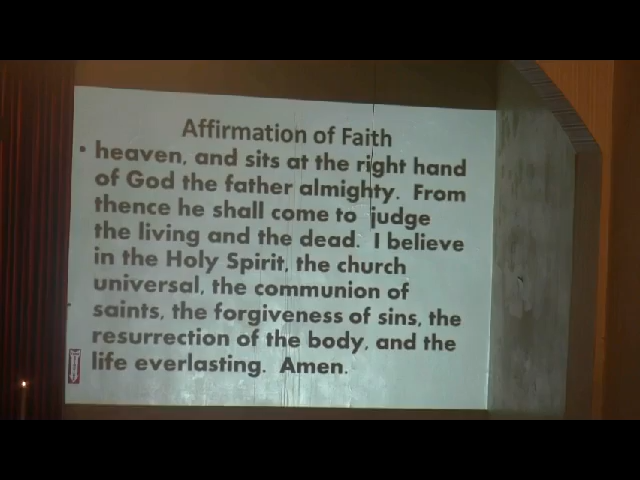 Affirmation of Faith
• heaven, and sits at the right hand
of God the father almighty. From
thence he shall come to judge
the living and the dead. I believe
in the Holy Spirit, the church
universal, the communion of
saints, the forgiveness of sins, the
resurrection of the body, and the
life everlasting. Amen.